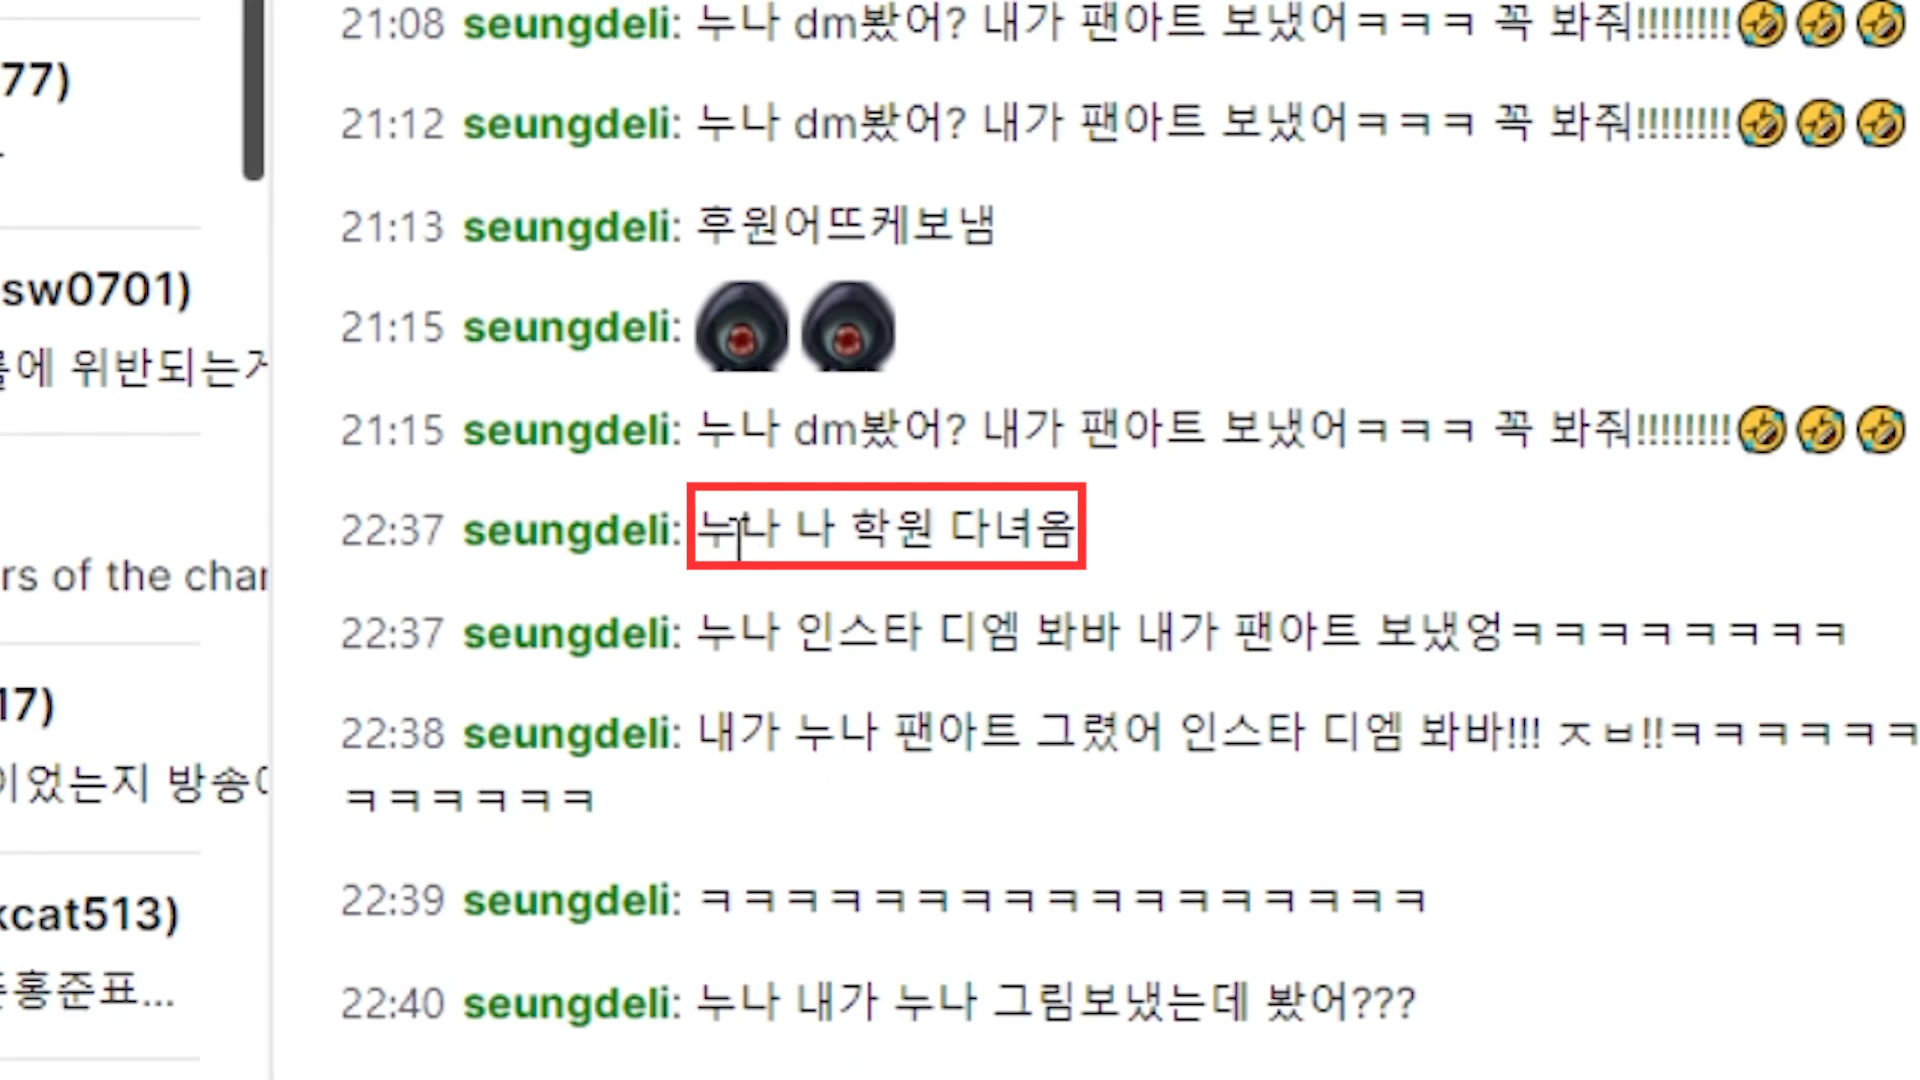 77)
sw0701)
에 위반되는
rs of the char
17)
이었는지 방송
kcat513)
홍준표...
21:08 seungdeli: 누나 dm봤어? 내가 팬아트 보냈어ㅋㅋㅋ 꼭 봐줘!!!!!!!!🤣🤣🤣
21:12 seungdeli: 누나 dm봤어? 내가 팬아트 보냈어ㅋㅋㅋ 꼭 봐줘!!!!!!!!🤣🤣🤣
21:13 seungdeli: 후원어뜨케보냄
21:15 seungdeli:
21:15 seungdeli: 누나 dm봤어? 내가 팬아트 보냈어ㅋㅋㅋ 꼭 봐줘!!!!!!!!🤣🤣🤣
22:37 seungdeli: 누나 나 학원 다녀옴
22:37 seungdeli: 누나 인스타 디엠 봐바 내가 팬아트 보냈엉ㅋㅋㅋㅋㅋㅋㅋㅋ
22:38 seungdeli: 내가 누나 팬아트 그렸어 인스타 디엠 봐바!!! ㅈㅂ!!ㅋㅋㅋㅋㅋㅋ
ㅋㅋㅋㅋㅋㅋ
22:39 seungdeli: ㅋㅋㅋㅋㅋㅋㅋㅋㅋㅋㅋㅋㅋㅋㅋㅋㅋ
22:40 seungdeli: 누나 내가 누나 그림보냈는데 봤어???